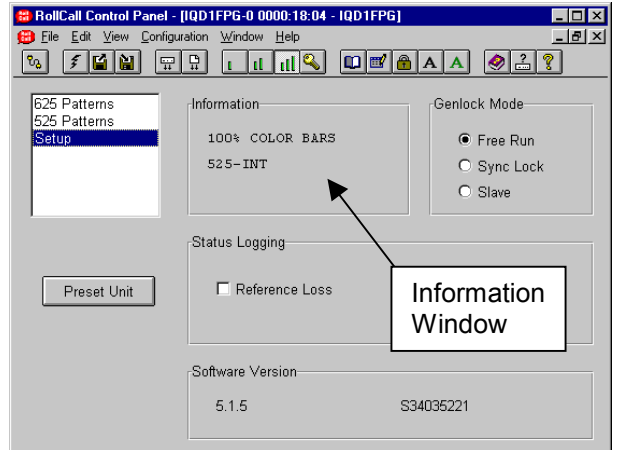 RollCall Control Panel - [IQD1FPG-0 0000:18:04 - IQD1FPG]
File Edit View Configuration Window Help
A A
625 Patterns
525 Patterns
Setup
Information
100% COLOR BARS
525-INT
Genlock Mode
Free Run
Sync Lock
Slave
Status Logging
Reference Loss
Preset Unit
Information
Window
Software Version
5.1.5 S34035221